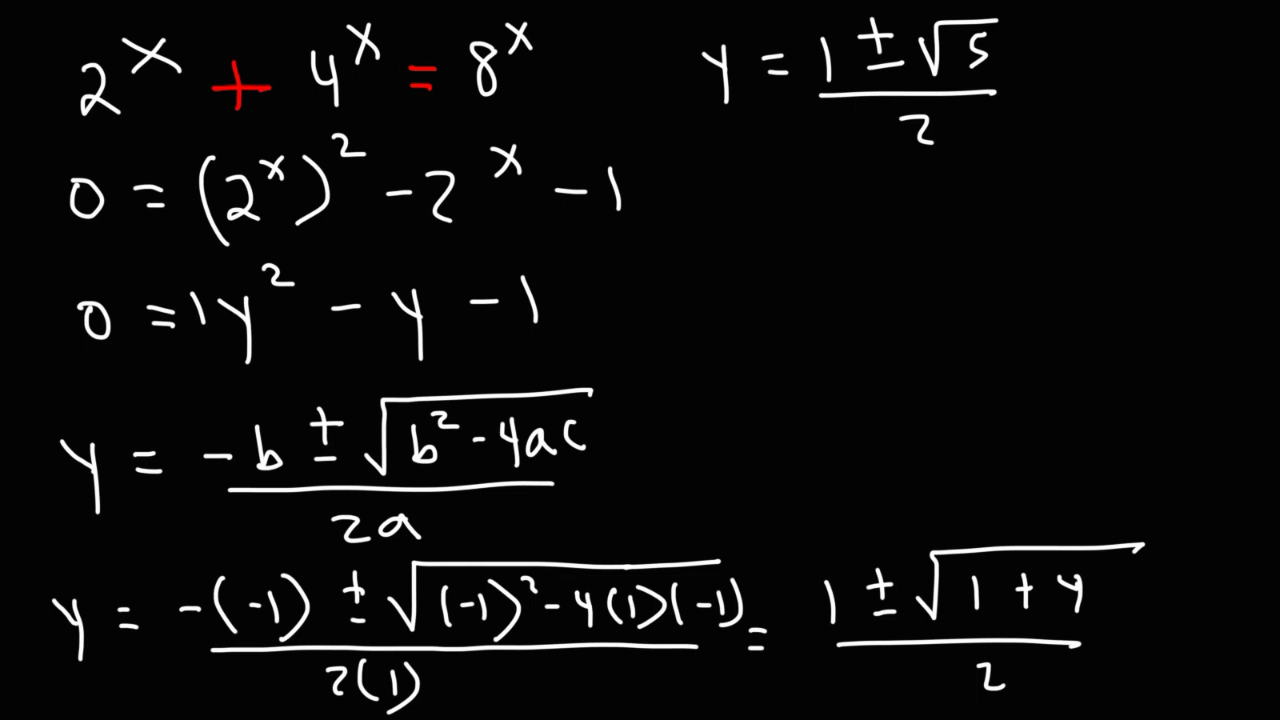 2^x + 4^x = 8^x
0 = (2^x)^2 - 2^x - 1
0 = 1y^2 - y - 1
y = (-b ± √(b^2 - 4ac)) / 2a
y = (-(-1) ± √((-1)^2 - 4(1)(-1))) / 2(1) = (1 ± √(1 + 4)) / 2
y = (1 ± √5) / 2